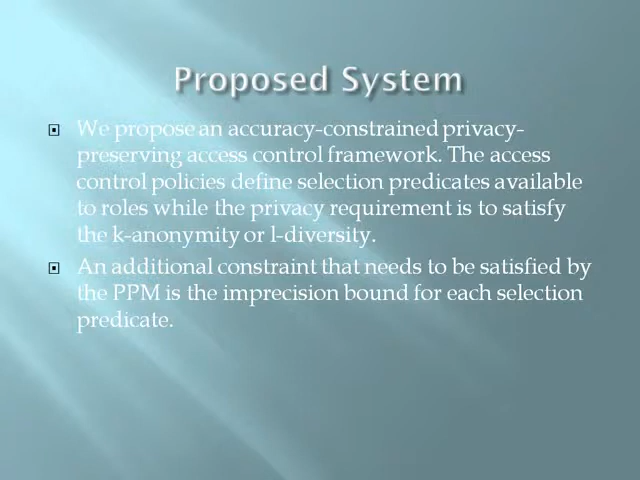 Proposed System
We propose an accuracy-constrained privacy-
preserving access control framework. The access
control policies define selection predicates available
to roles while the privacy requirement is to satisfy
the k-anonymity or l-diversity.
An additional constraint that needs to be satisfied by
the PPM is the imprecision bound for each selection
predicate.